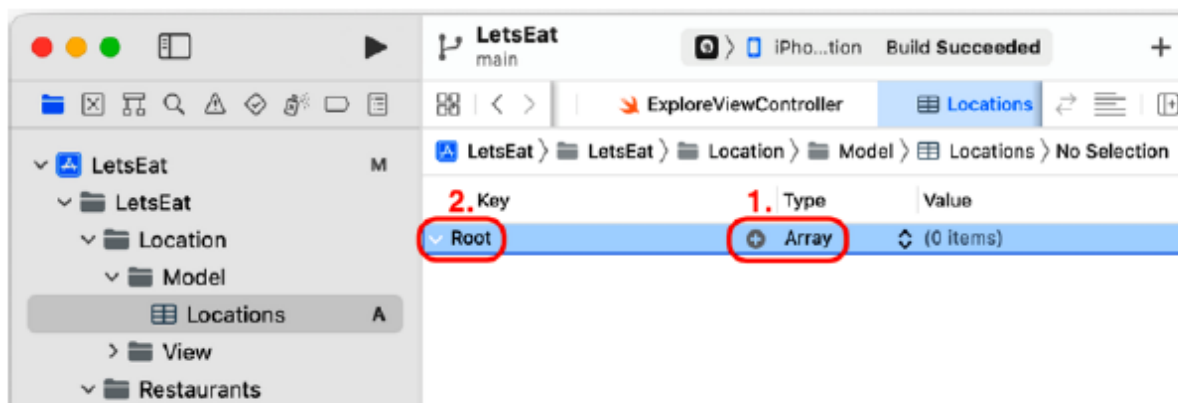 LetsEat
main
iPho...tion Build Succeeded
ExploreViewController Locations
LetsEat 〉 LetsEat 〉 Location 〉 Model 〉 Locations 〉 No Selection
LetsEat M
LetsEat
Location
Model
Locations A
View
Restaurants
2. Key 1. Type Value
Root Array (0 items)